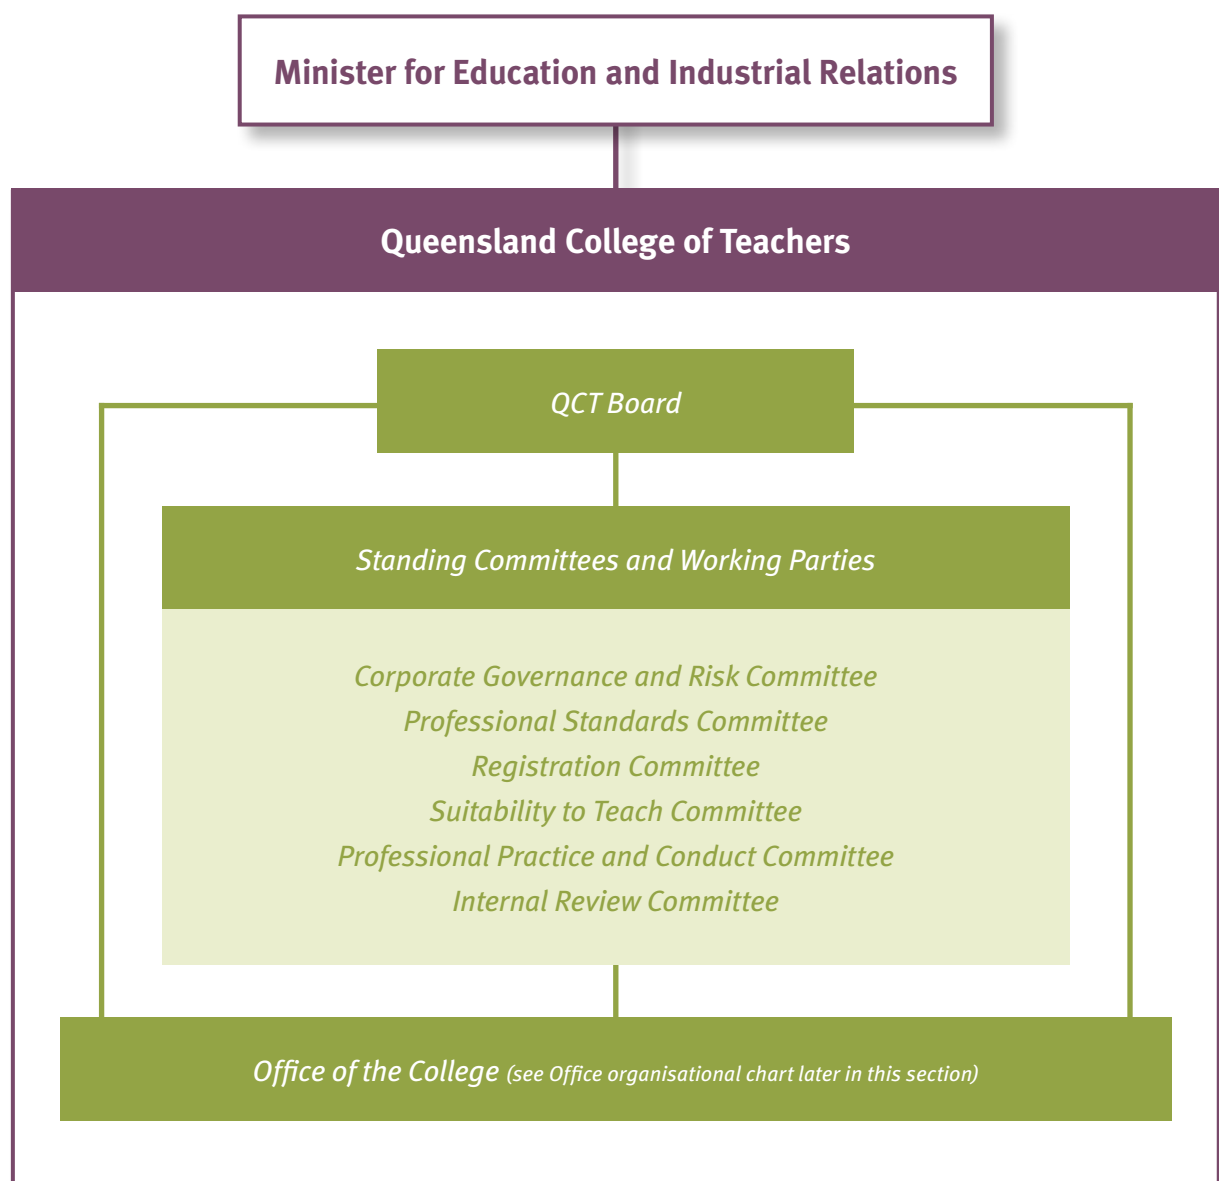 Minister for Education and Industrial Relations
Queensland College of Teachers
QCT Board
Standing Committees and Working Parties
Corporate Governance and Risk Committee
Professional Standards Committee
Registration Committee
Suitability to Teach Committee
Professional Practice and Conduct Committee
Internal Review Committee
Office of the College (see Office organisational chart later in this section)